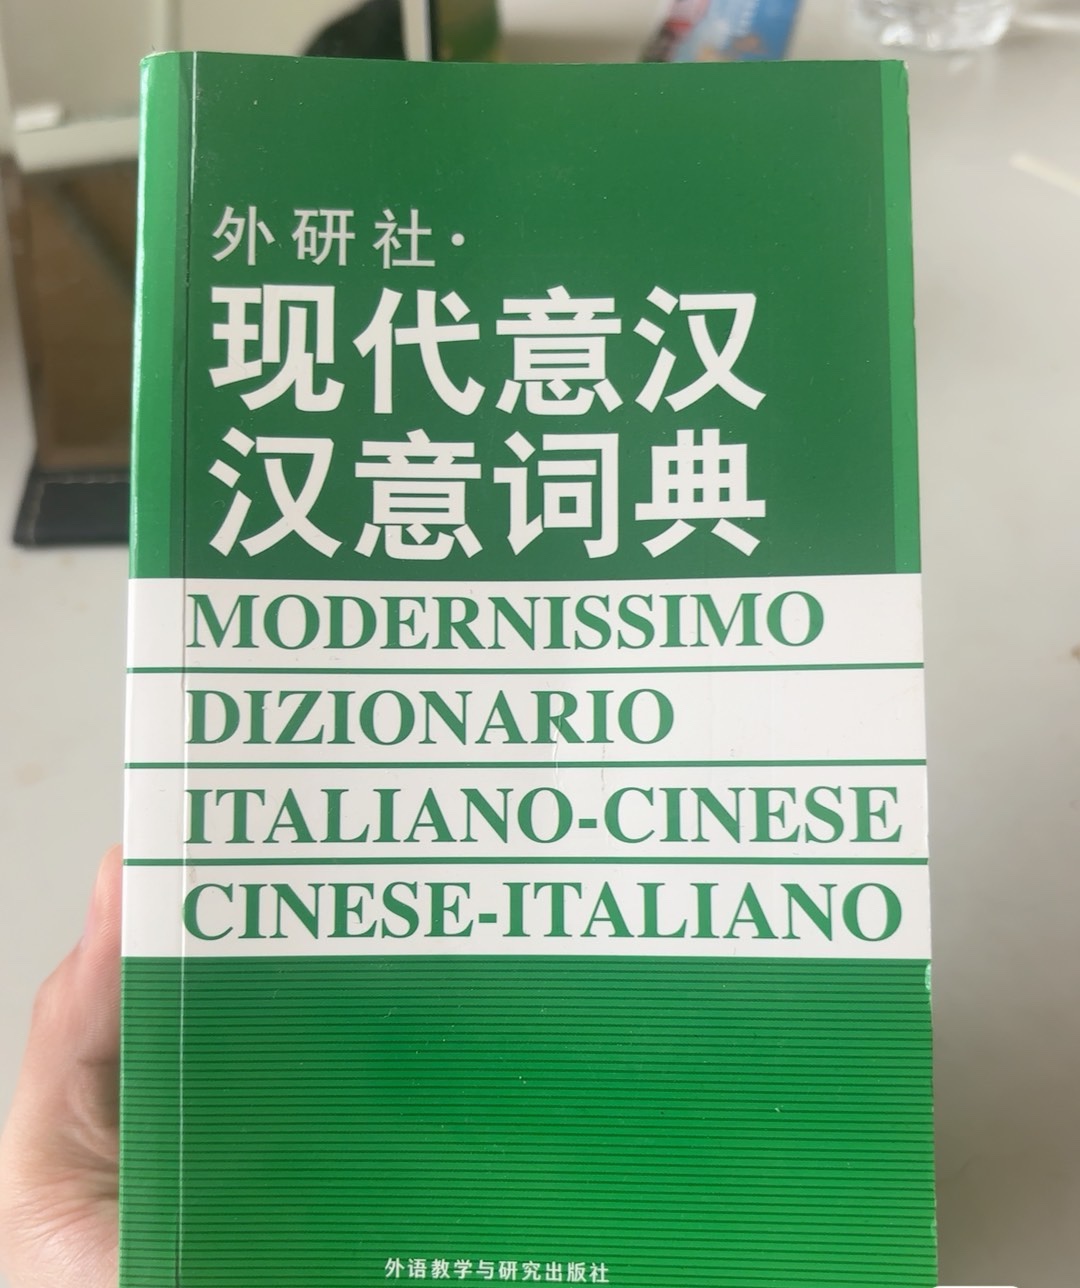 外研社·
现代意汉
汉意词典
MODERNISSIMO
DIZIONARIO
ITALIANO-CINESE
CINESE-ITALIANO
外语教学与研究出版社